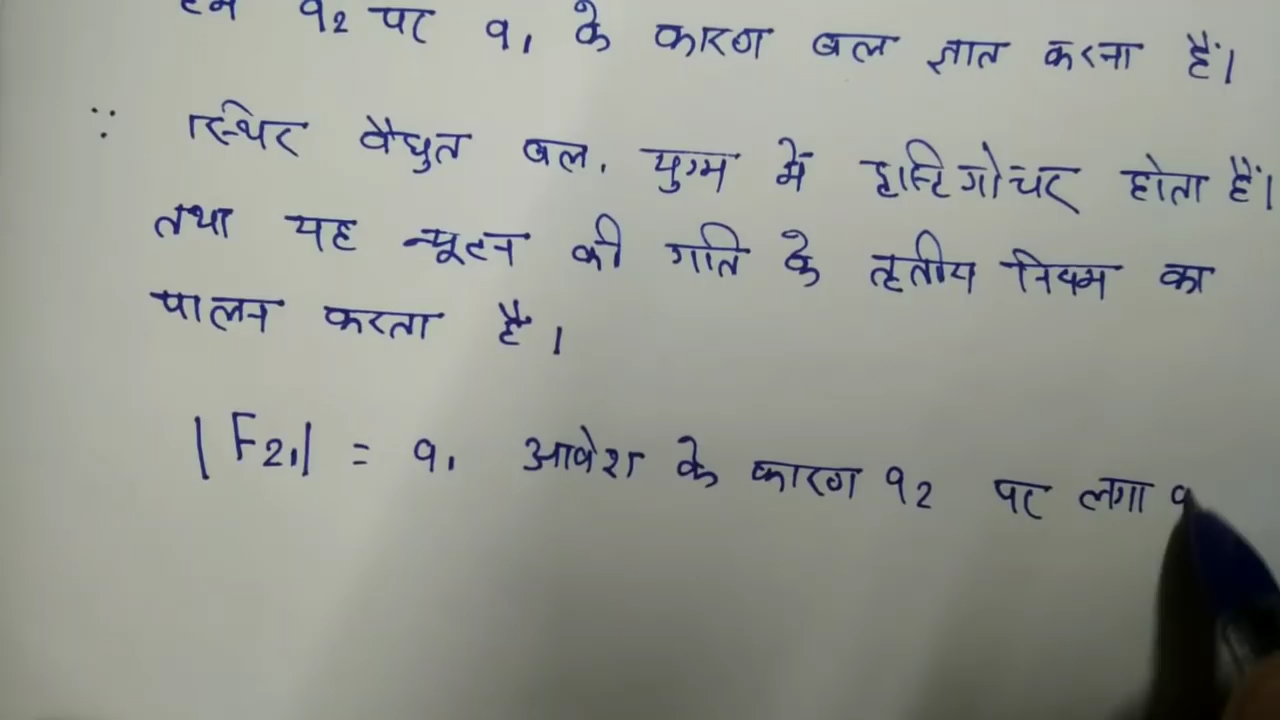 q2 पर q1 के कारण बल ज्ञात करना हैं।
∵ स्थिर वैद्युत बल, युग्म में दृष्टिगोचर होता हैं।
तथा यह न्यूटन की गति के तृतीय नियम का
पालन करता है।
|F21| = q1 आवेश के कारण q2 पर लगा